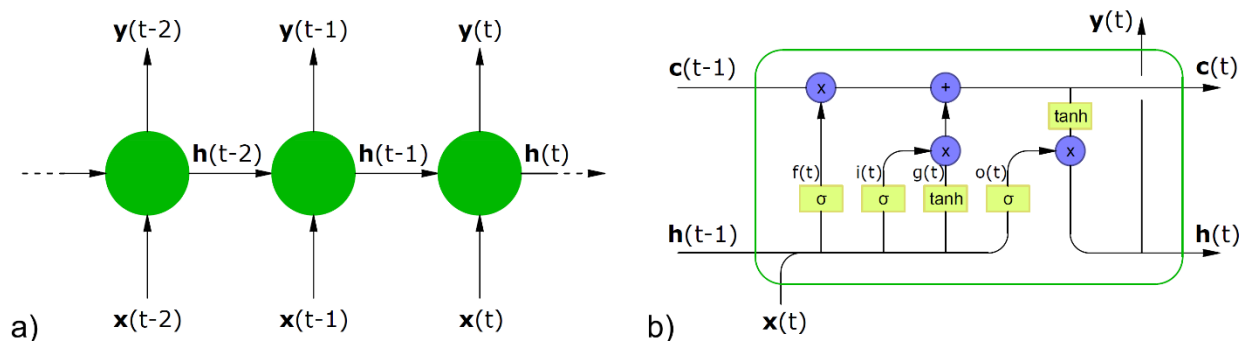 y(t-2) y(t-1) y(t)
h(t-2) h(t-1) h(t)
x(t-2) x(t-1) x(t)
a)
y(t)
c(t-1) c(t)
x +
tanh
x x
f(t) i(t) g(t) o(t)
σ σ tanh σ
h(t-1) h(t)
x(t)
b)